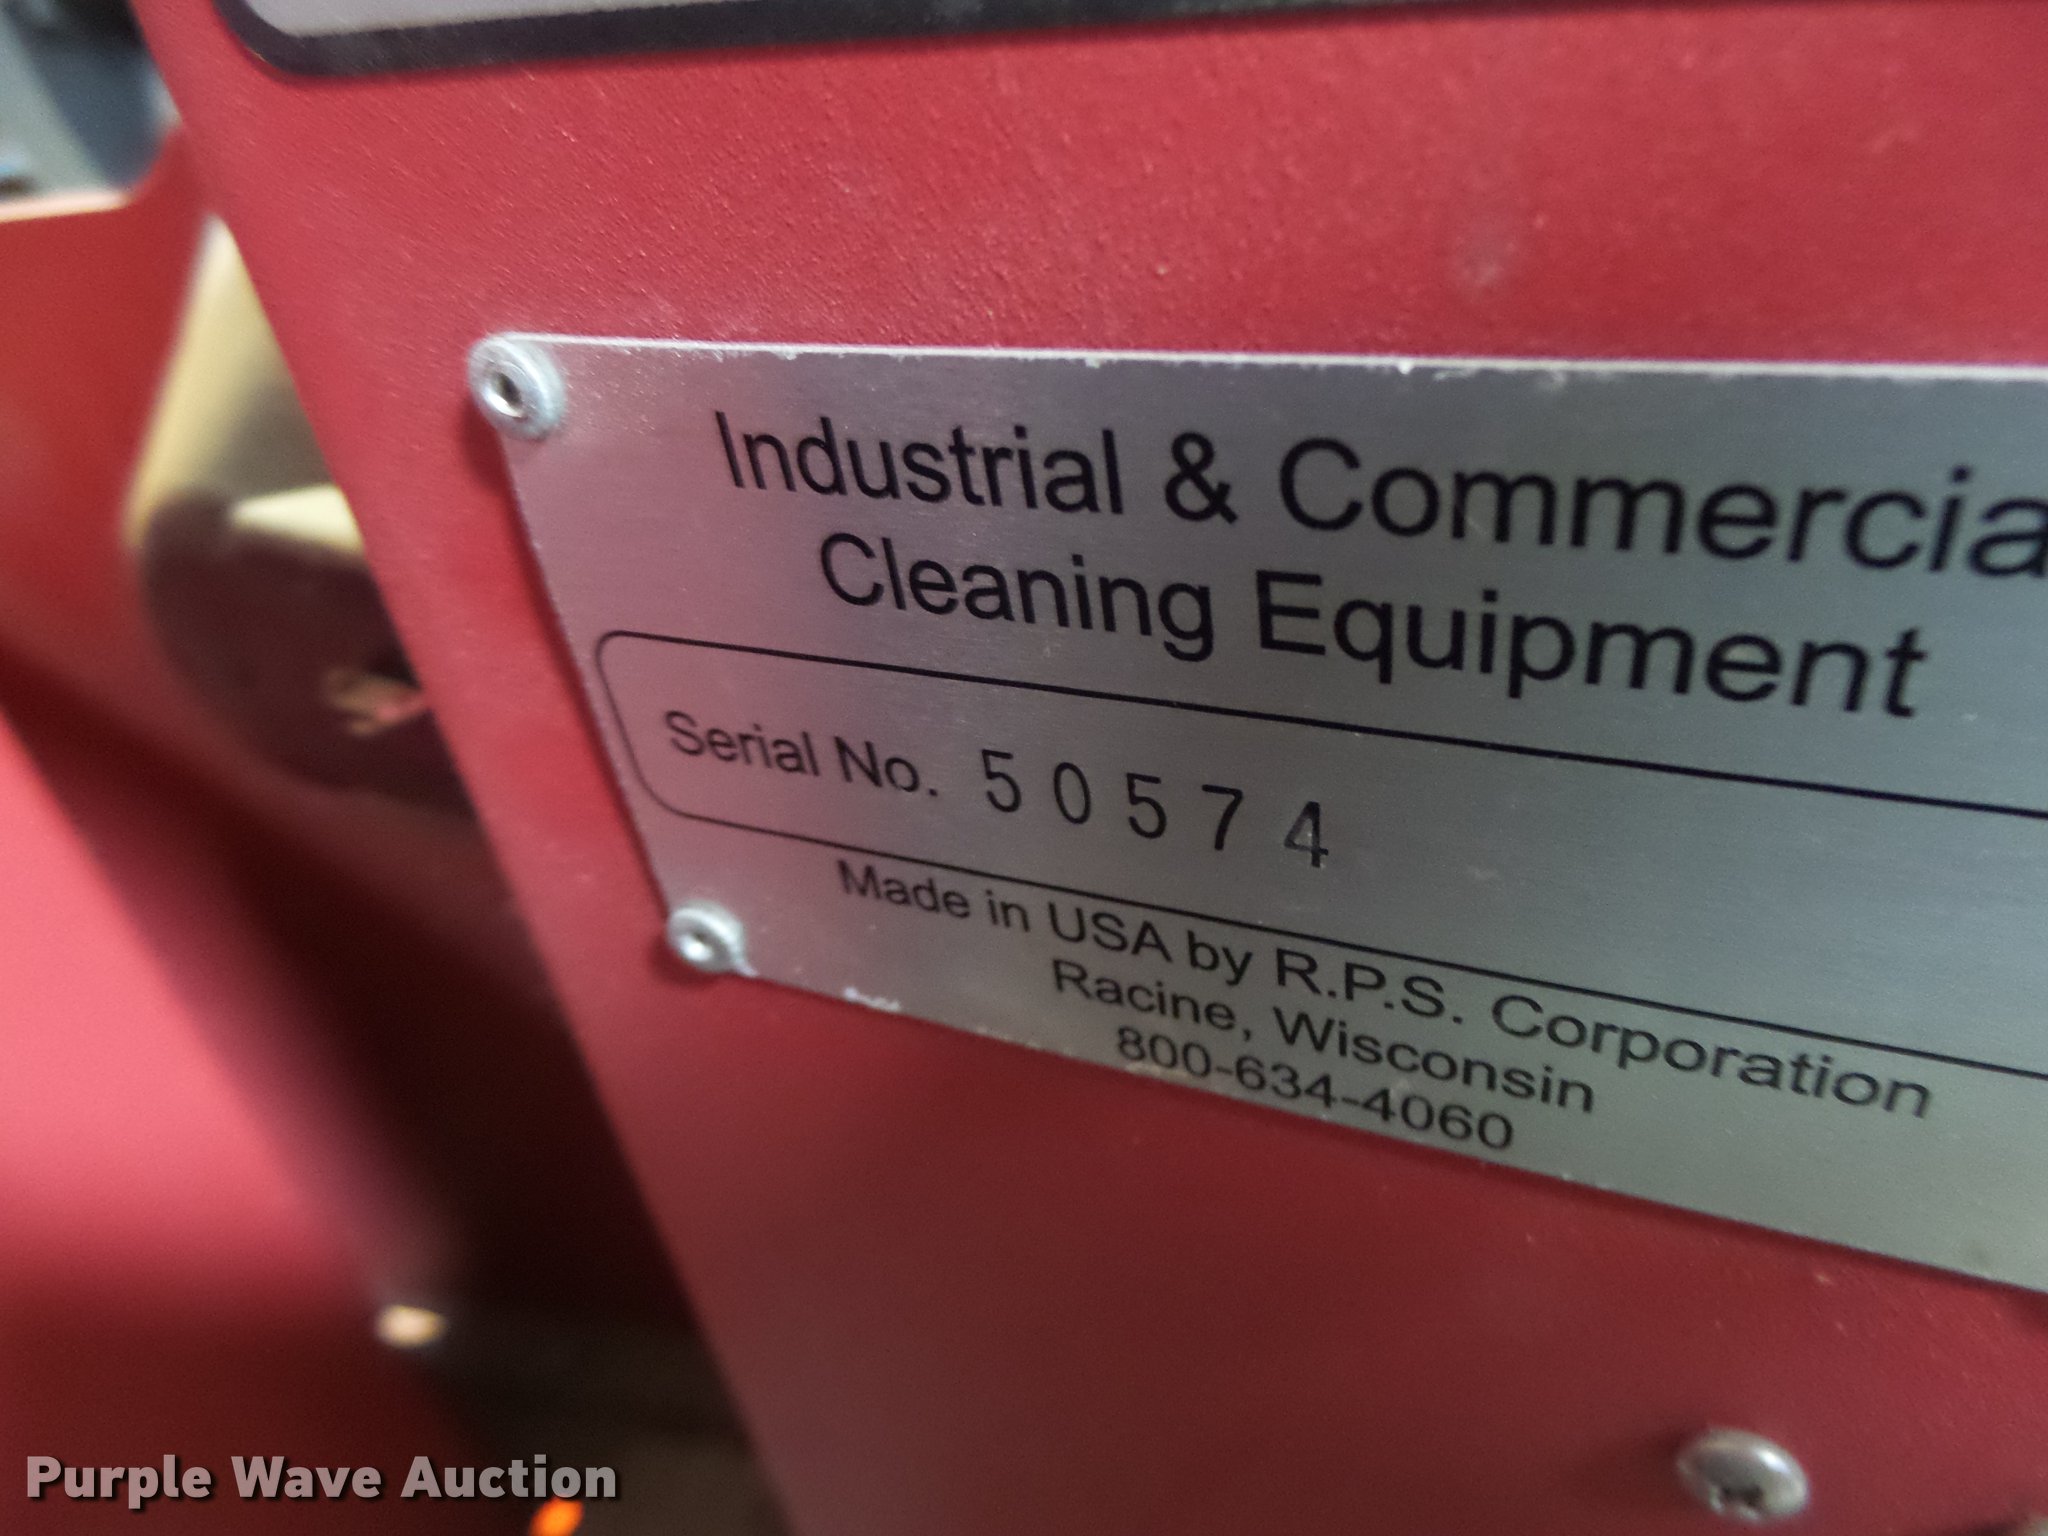 Industrial & Commercia
Cleaning Equipment
Serial No. 50574
Made in USA by R.P.S. Corporation
Racine, Wisconsin
800-634-4060
Purple Wave Auction